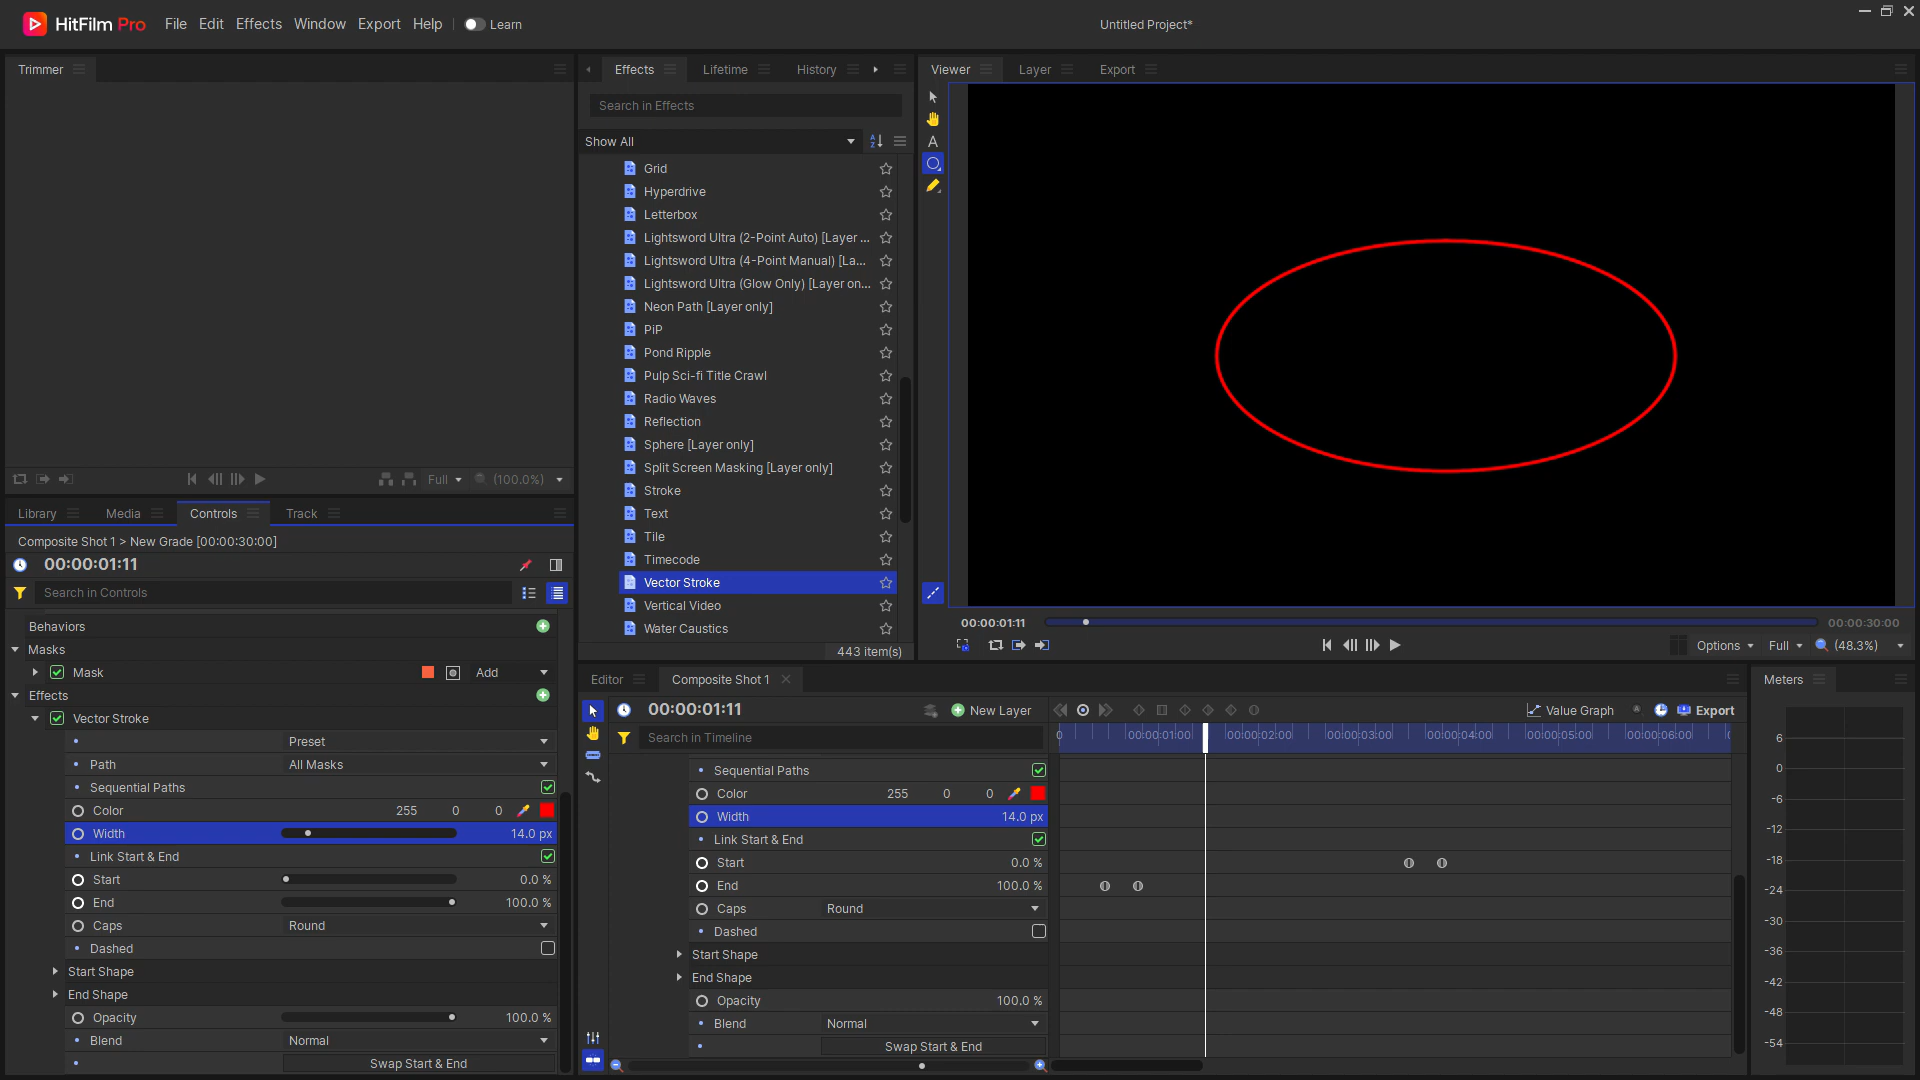 HitFilm Pro File Edit Effects Window Export Help Learn Untitled Project*
Trimmer
Full (100.0%)
Effects Lifetime History
Search in Effects
Show All
Grid
Hyperdrive
Letterbox
Lightsword Ultra (2-Point Auto) [Layer ...
Lightsword Ultra (4-Point Manual) [La...
Lightsword Ultra (Glow Only) [Layer on...
Neon Path [Layer only]
PiP
Pond Ripple
Pulp Sci-fi Title Crawl
Radio Waves
Reflection
Sphere [Layer only]
Split Screen Masking [Layer only]
Stroke
Text
Tile
Timecode
Vector Stroke
Vertical Video
Water Caustics
443 item(s)
Viewer Layer Export
A
00:00:01:11 00:00:30:00
Options Full (48.3%)
Library Media Controls Track
Composite Shot 1 > New Grade [00:00:30:00]
00:00:01:11
Search in Controls
Behaviors
Masks
Mask Add
Effects
Vector Stroke
Preset
Path All Masks
Sequential Paths
Color 255 0 0
Width 14.0 px
Link Start & End
Start 0.0 %
End 100.0 %
Caps Round
Dashed
Start Shape
End Shape
Opacity 100.0 %
Blend Normal
Swap Start & End
Editor Composite Shot 1
00:00:01:11 New Layer Value Graph Export
Search in Timeline
0 00:00:01:00 00:00:02:00 00:00:03:00 00:00:04:00 00:00:05:00 00:00:06:00
Sequential Paths
Color 255 0 0
Width 14.0 px
Link Start & End
Start 0.0 %
End 100.0 %
Caps Round
Dashed
Start Shape
End Shape
Opacity 100.0 %
Blend Normal
Swap Start & End
Meters
6
0
-6
-12
-18
-24
-30
-36
-42
-48
-54